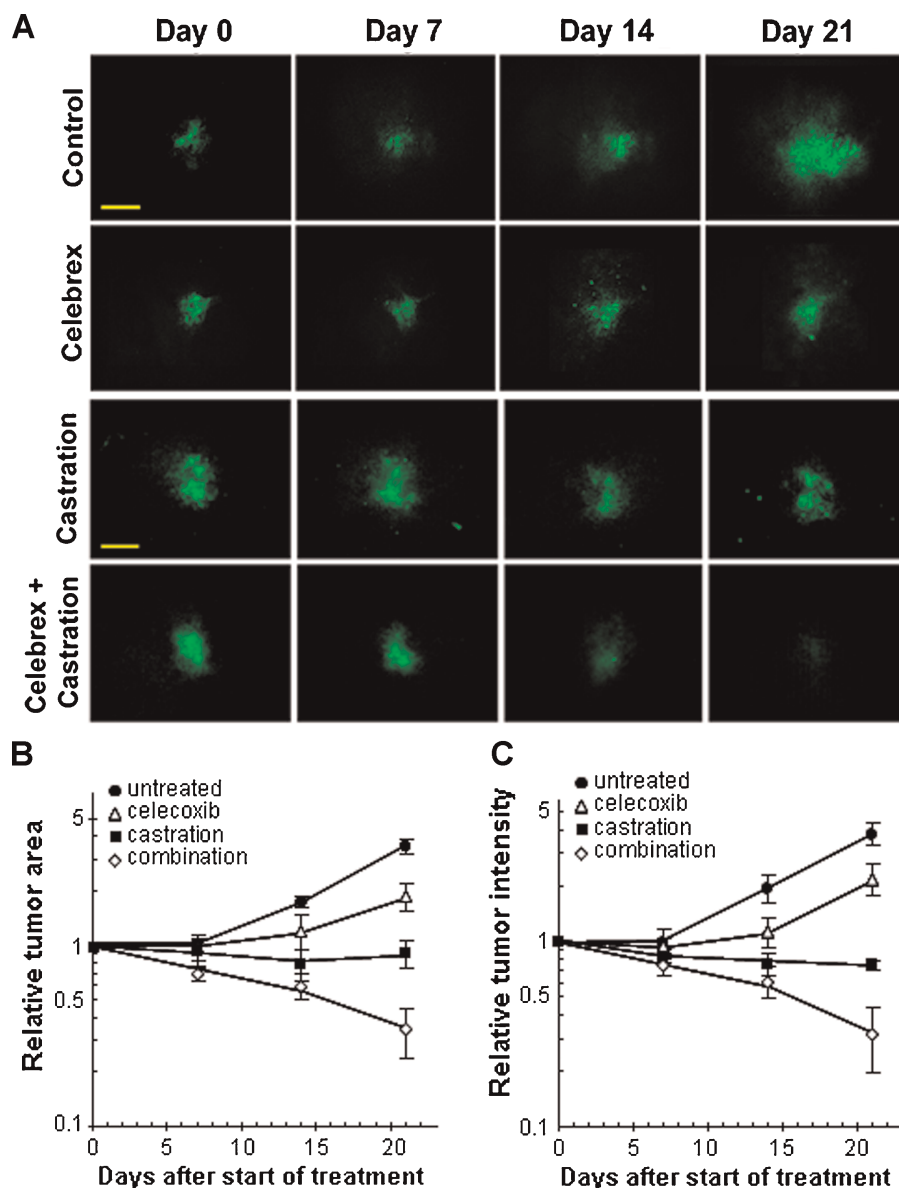 A
Day 0 Day 7 Day 14 Day 21
Control
Celebrex
Castration
Celebrex +
Castration
B
untreated
celecoxib
castration
combination
Relative tumor area
5
1
0.5
0.1
0 5 10 15 20
Days after start of treatment
C
untreated
celecoxib
castration
combination
Relative tumor intensity
5
1
0.5
0.1
0 5 10 15 20
Days after start of treatment